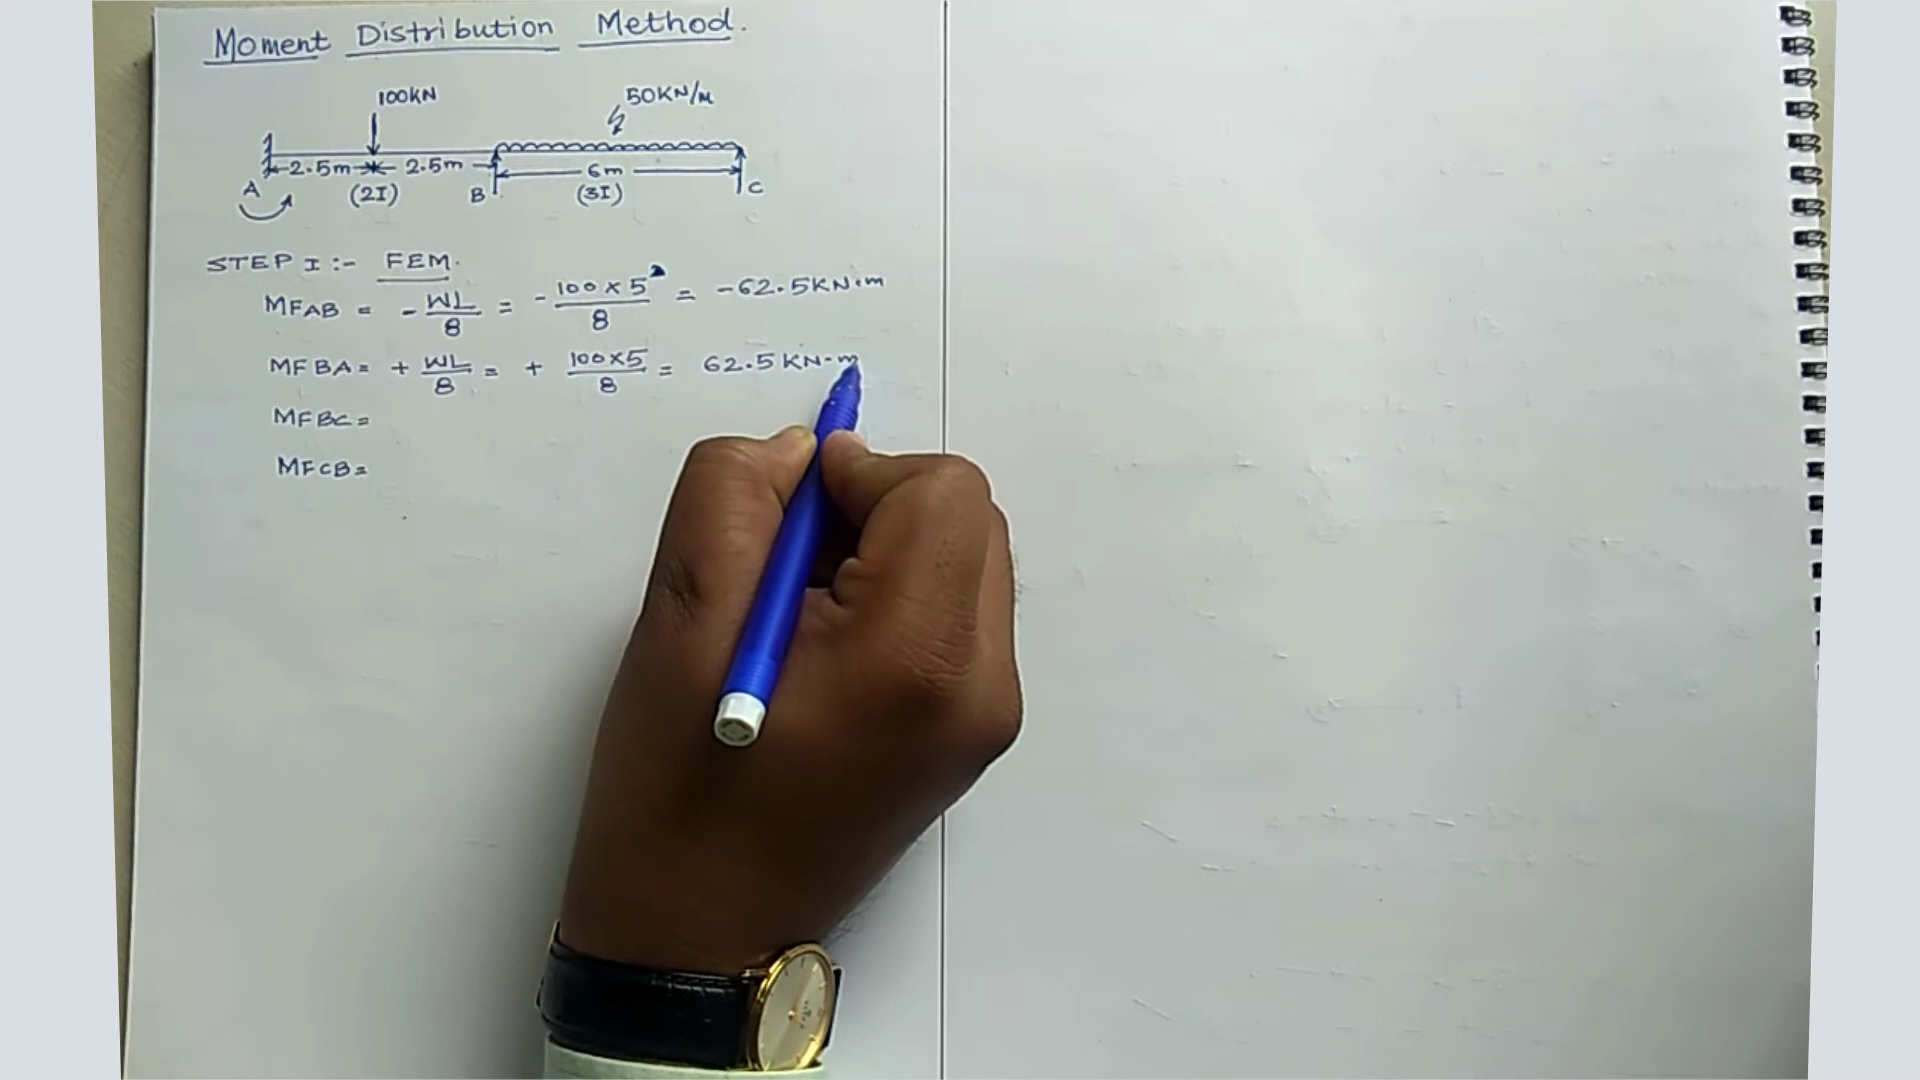 Moment Distribution Method.
100KN 50KN/M
2.5m 2.5m 6m
A (2I) B (3I) C
STEP I :- FEM.
MFAB = - WL/8 = - 100 x 5/8 = -62.5KN.m
MFBA = + WL/8 = + 100x5/8 = 62.5 KN-m
MFBC =
MFCB =